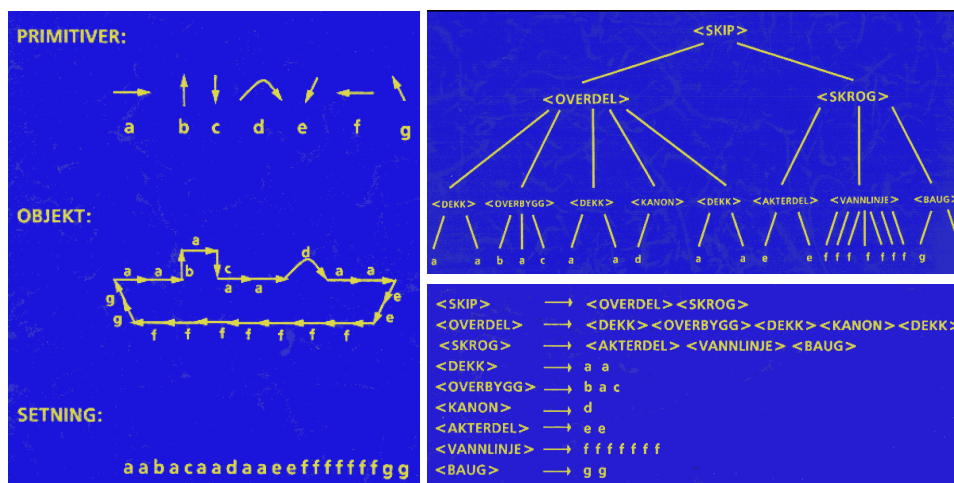 PRIMITIVER:
a b c d e f g
OBJEKT:
a
d
a a b c a a
a a
g e
g e
f f f f f f f
SETNING:
a a b a c a a d a a e e f f f f f f f g g
<SKIP>
<OVERDEL> <SKROG>
<DEKK> <OVERBYGG> <DEKK> <KANON> <DEKK> <AKTERDEL> <VANNLINJE> <BAUG>
a a b a c a a d a a e e f f f f f f f g
<SKIP> → <OVERDEL> <SKROG>
<OVERDEL> → <DEKK> <OVERBYGG> <DEKK> <KANON> <DEKK>
<SKROG> → <AKTERDEL> <VANNLINJE> <BAUG>
<DEKK> → a a
<OVERBYGG> → b a c
<KANON> → d
<AKTERDEL> → e e
<VANNLINJE> → f f f f f f f
<BAUG> → g g